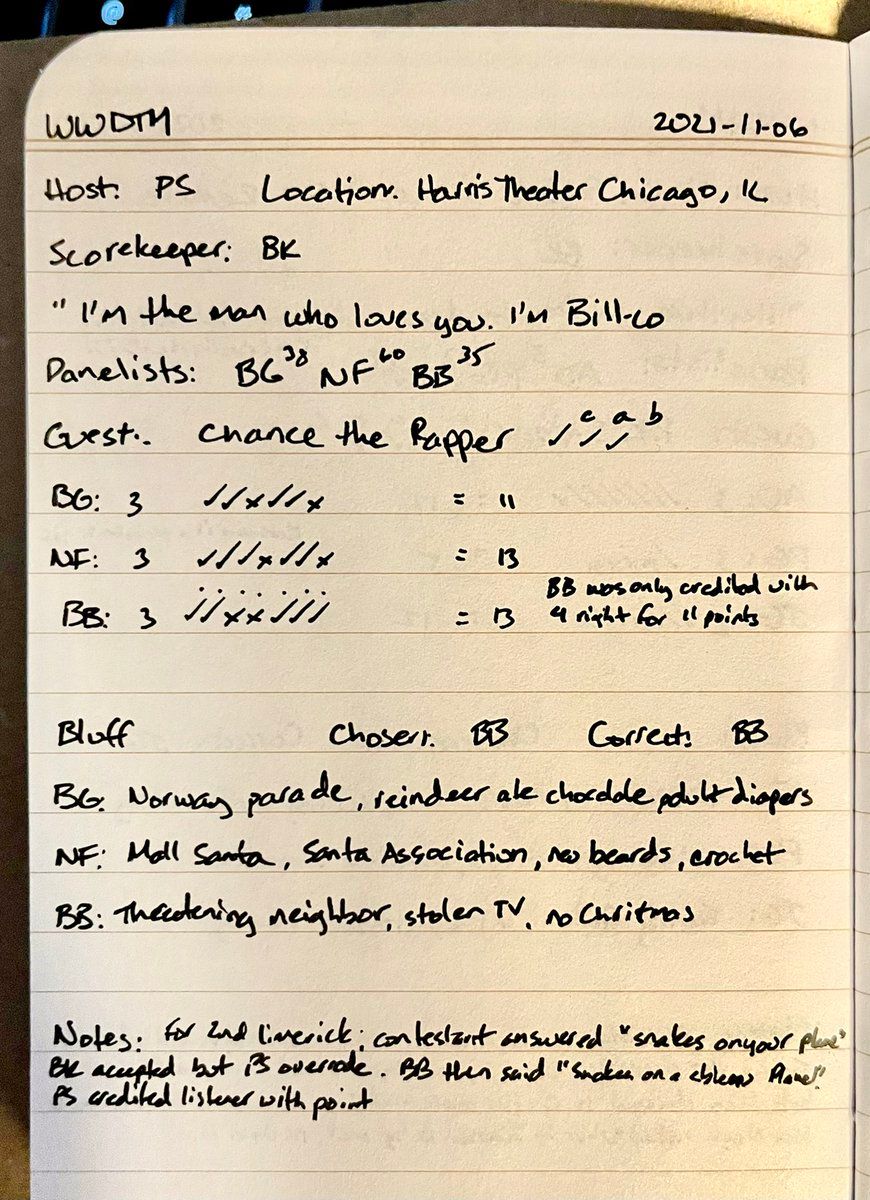 WWDTM 2021-11-06
Host: PS Location: Harris Theater Chicago, IL
Scorekeeper: BK
" I'm the man who loves you. I'm Bill-co
Panelists: BG 38 NF 60 BB 35
Guest: Chance the Rapper ✓ ✓ ✓ c a b
BG: 3 ✓✓x✓✓x = 11
NF: 3 ✓✓✓x✓✓x = 13
BB: 3 ✓✓xx✓✓✓ = 13 BB was only credited with
4 right for 11 points
Bluff Chosen: BB Correct: BB
BG: Norway parade, reindeer ate chocolate adult diapers
NF: Mall Santa, Santa Association, no beards, crochet
BB: Threatening neighbor, stolen TV, no Chritmas
Notes: For 2nd limerick; contestant answered "snakes on your plane"
BK accepted but PS overrode. BB then said "Snakes on a Plane!"
PS credited listener with point